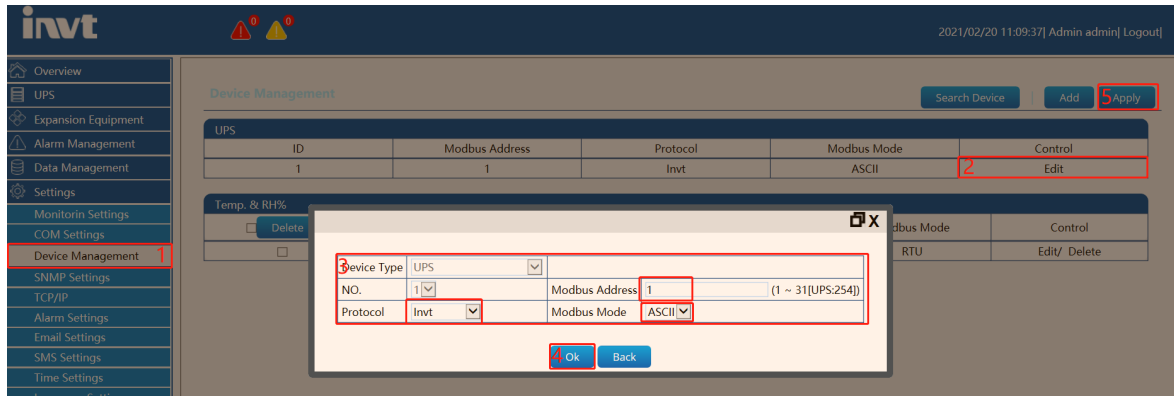 invt
0 0
2021/02/20 11:09:37| Admin admin| Logout|
Overview
UPS
Expansion Equipment
Alarm Management
Data Management
Settings
Monitorin Settings
COM Settings
Device Management 1
SNMP Settings
TCP/IP
Alarm Settings
Email Settings
SMS Settings
Time Settings
Device Management
Search Device | Add 5 Apply
UPS
ID Modbus Address Protocol Modbus Mode Control
1 1 Invt ASCII 2 Edit
Temp. & RH%
Delete dbus Mode Control
RTU Edit/ Delete
X
3 Device Type UPS
NO. 1 Modbus Address 1 (1 ~ 31[UPS:254])
Protocol Invt Modbus Mode ASCII
4 Ok Back